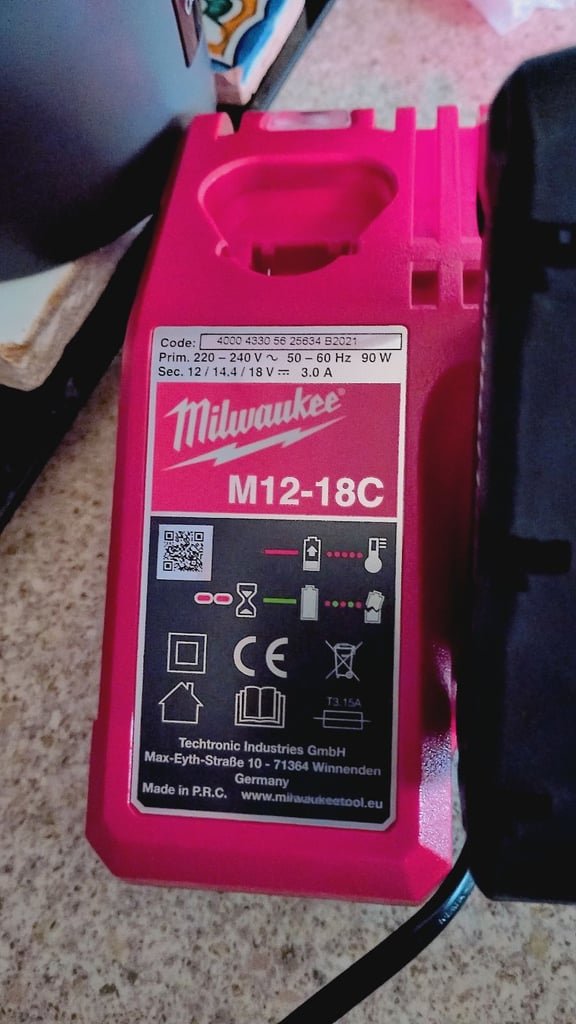 Code: 4000 4330 56 25634 B2021
Prim. 220 – 240 V ~ 50 – 60 Hz 90 W
Sec. 12 / 14,4 / 18 V ⎓ 3.0 A
Milwaukee®
M12-18C
CE
T3.15A
Techtronic Industries GmbH
Max-Eyth-Straße 10 - 71364 Winnenden
Germany
Made in P.R.C. www.milwaukeetool.eu